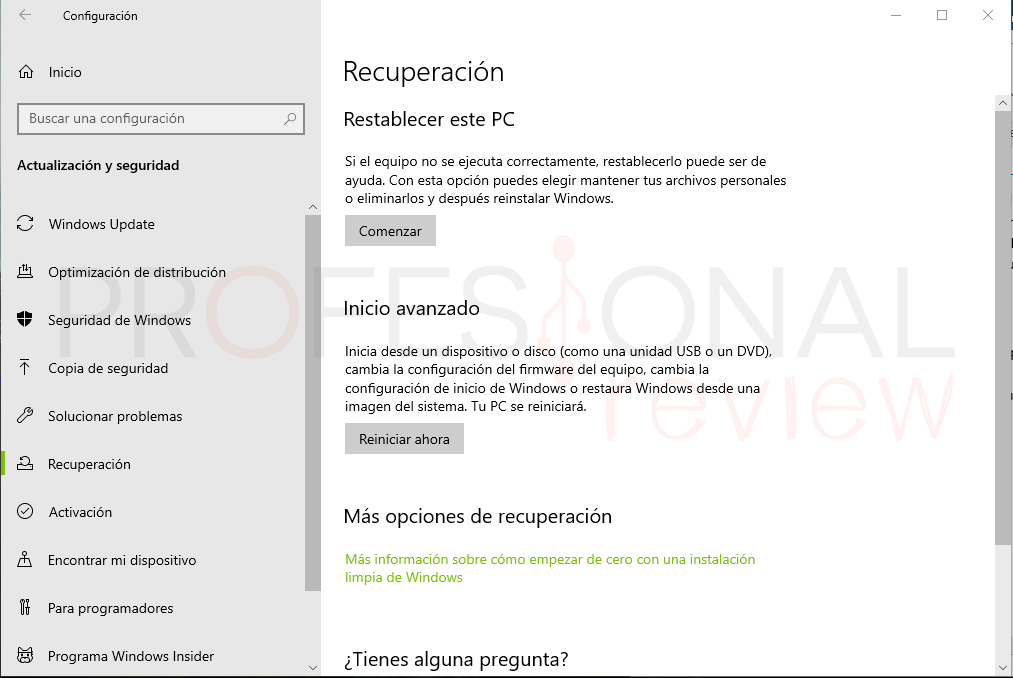 Configuración
Inicio
Buscar una configuración
Actualización y seguridad
Windows Update
Optimización de distribución
Seguridad de Windows
Copia de seguridad
Solucionar problemas
Recuperación
Activación
Encontrar mi dispositivo
Para programadores
Programa Windows Insider
Recuperación
Restablecer este PC
Si el equipo no se ejecuta correctamente, restablecerlo puede ser de
ayuda. Con esta opción puedes elegir mantener tus archivos personales
o eliminarlos y después reinstalar Windows.
Comenzar
Inicio avanzado
Inicia desde un dispositivo o disco (como una unidad USB o un DVD),
cambia la configuración del firmware del equipo, cambia la
configuración de inicio de Windows o restaura Windows desde una
imagen del sistema. Tu PC se reiniciará.
Reiniciar ahora
Más opciones de recuperación
Más información sobre cómo empezar de cero con una instalación
limpia de Windows
¿Tienes alguna pregunta?
PROFESIONAL
review